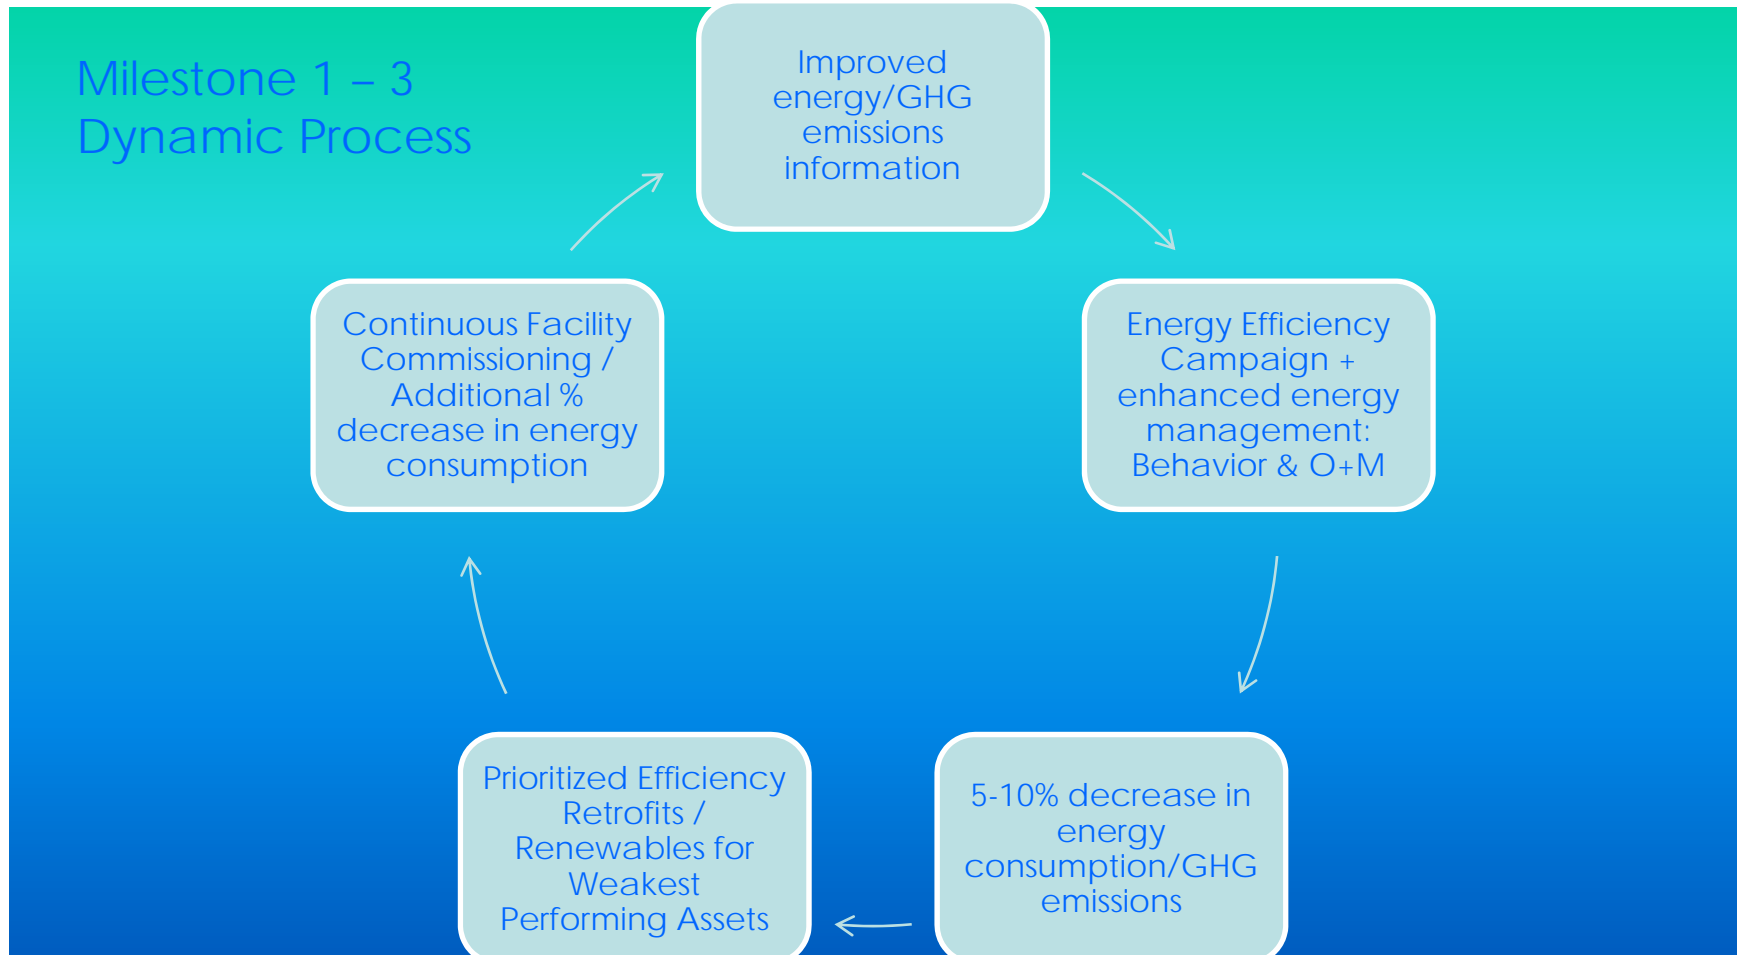 Milestone 1 – 3
Dynamic Process
Improved
energy/GHG
emissions
information
Energy Efficiency
Campaign +
enhanced energy
management:
Behavior & O+M
5-10% decrease in
energy
consumption/GHG
emissions
Prioritized Efficiency
Retrofits /
Renewables for
Weakest
Performing Assets
Continuous Facility
Commissioning /
Additional %
decrease in energy
consumption